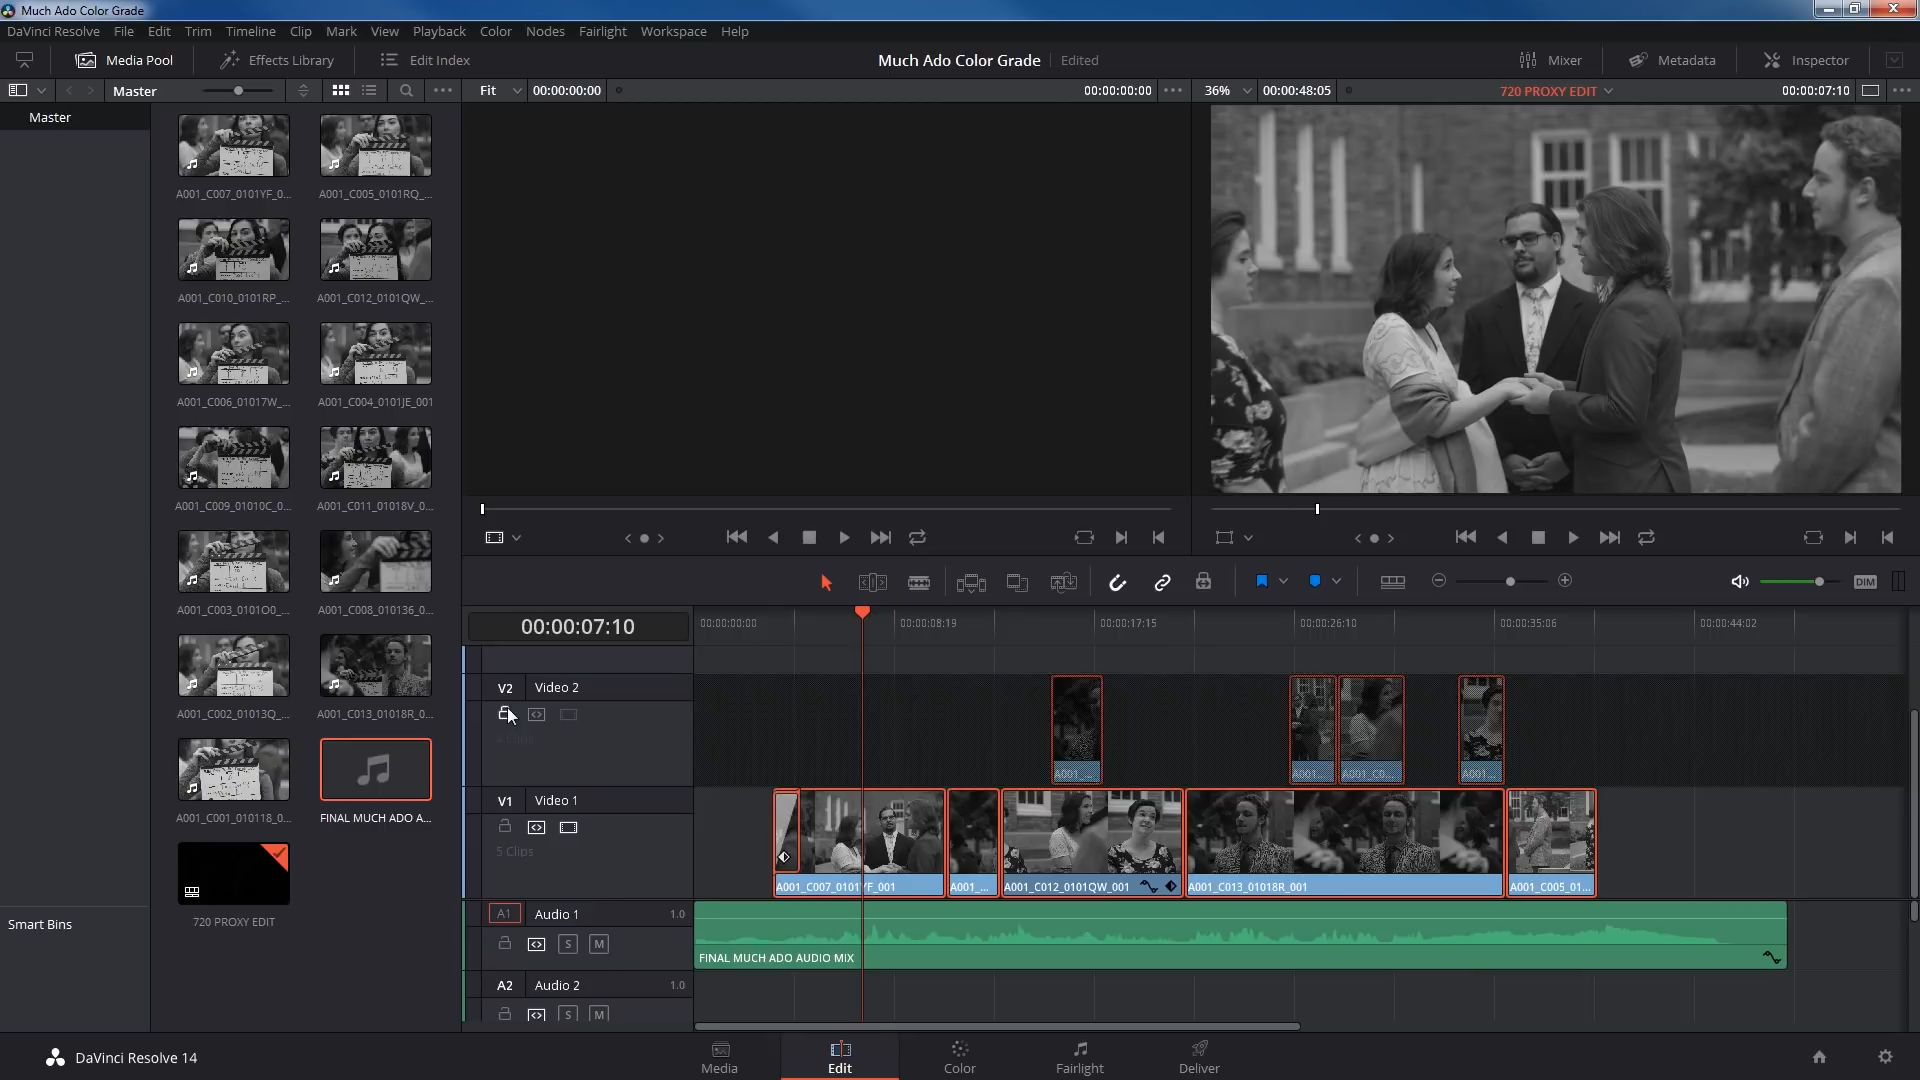 Much Ado Color Grade
DaVinci Resolve File Edit Trim Timeline Clip Mark View Playback Color Nodes Fairlight Workspace Help
Media Pool Effects Library Edit Index Much Ado Color Grade Edited Mixer Metadata Inspector
Master Fit 00:00:00:00 00:00:00:00 36% 00:00:48:05 720 PROXY EDIT 00:00:07:10
Master
A001_C007_0101YF_0... A001_C005_0101RQ_...
A001_C010_0101RP_... A001_C012_0101QW_...
A001_C006_01017W_... A001_C004_0101JE_001
A001_C009_01010C_0... A001_C011_01018V_0...
A001_C003_0101O0_... A001_C008_010136_0...
A001_C002_01013Q_... A001_C013_01018R_0...
A001_C001_010118_0... FINAL MUCH ADO A...
720 PROXY EDIT
Smart Bins
DIM
00:00:07:10 00:00:00:00 00:00:08:19 00:00:17:15 00:00:26:10 00:00:35:06 00:00:44:02
V2 Video 2
A001_... A001... A001_C0... A001...
V1 Video 1
5 Clips
A001_C007_0101YF_001 A001_... A001_C012_0101QW_001 A001_C013_01018R_001 A001_C005_01...
A1 Audio 1 1.0
S M
FINAL MUCH ADO AUDIO MIX
A2 Audio 2 1.0
S M
DaVinci Resolve 14 Media Edit Color Fairlight Deliver